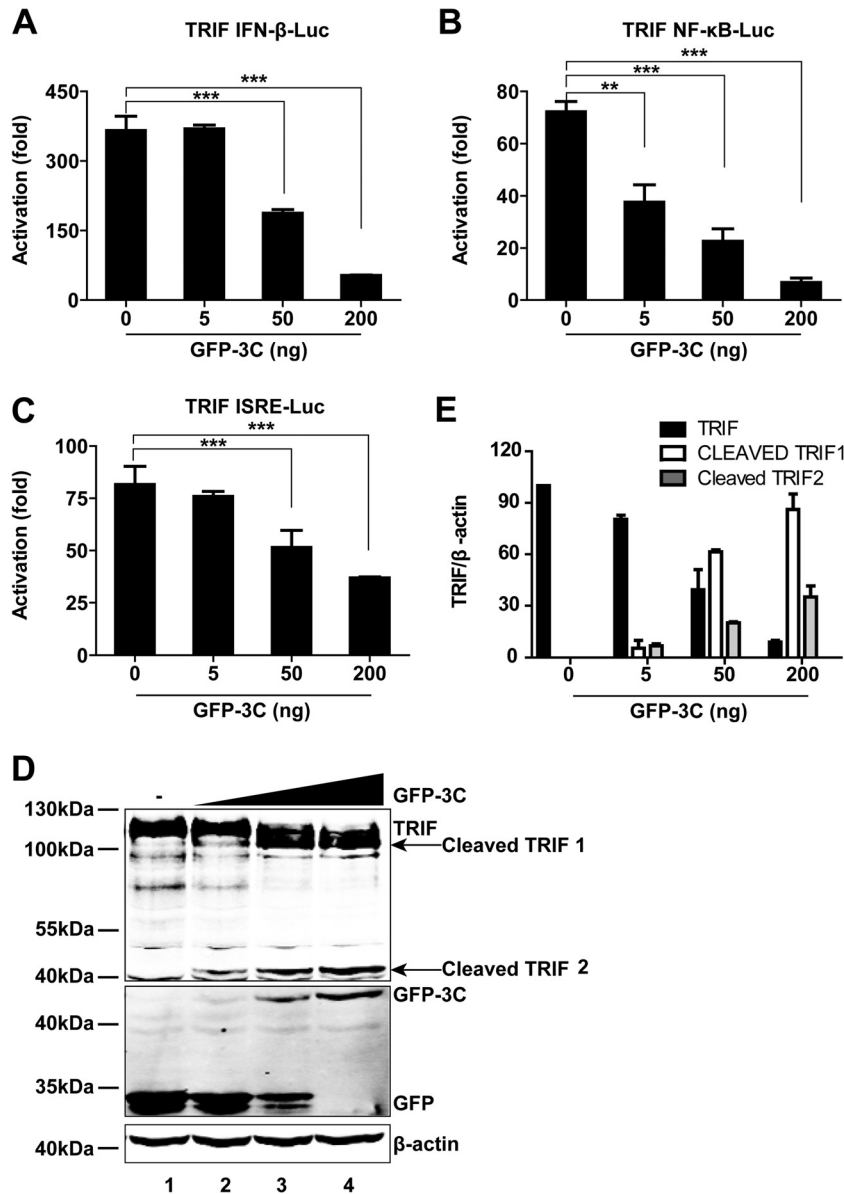 A
TRIF IFN-β-Luc
***
***
450
300
150
0
Activation (fold)
0 5 50 200
GFP-3C (ng)
B
TRIF NF-κB-Luc
***
***
**
80
60
40
20
0
Activation (fold)
0 5 50 200
GFP-3C (ng)
C
TRIF ISRE-Luc
***
***
100
75
50
25
0
Activation (fold)
0 5 50 200
GFP-3C (ng)
E
TRIF
CLEAVED TRIF1
Cleaved TRIF2
120
90
60
30
0
TRIF/β -actin
0 5 50 200
GFP-3C (ng)
D
-
GFP-3C
130kDa
TRIF
100kDa
Cleaved TRIF 1
55kDa
40kDa
Cleaved TRIF 2
GFP-3C
40kDa
35kDa
GFP
40kDa
β-actin
1 2 3 4